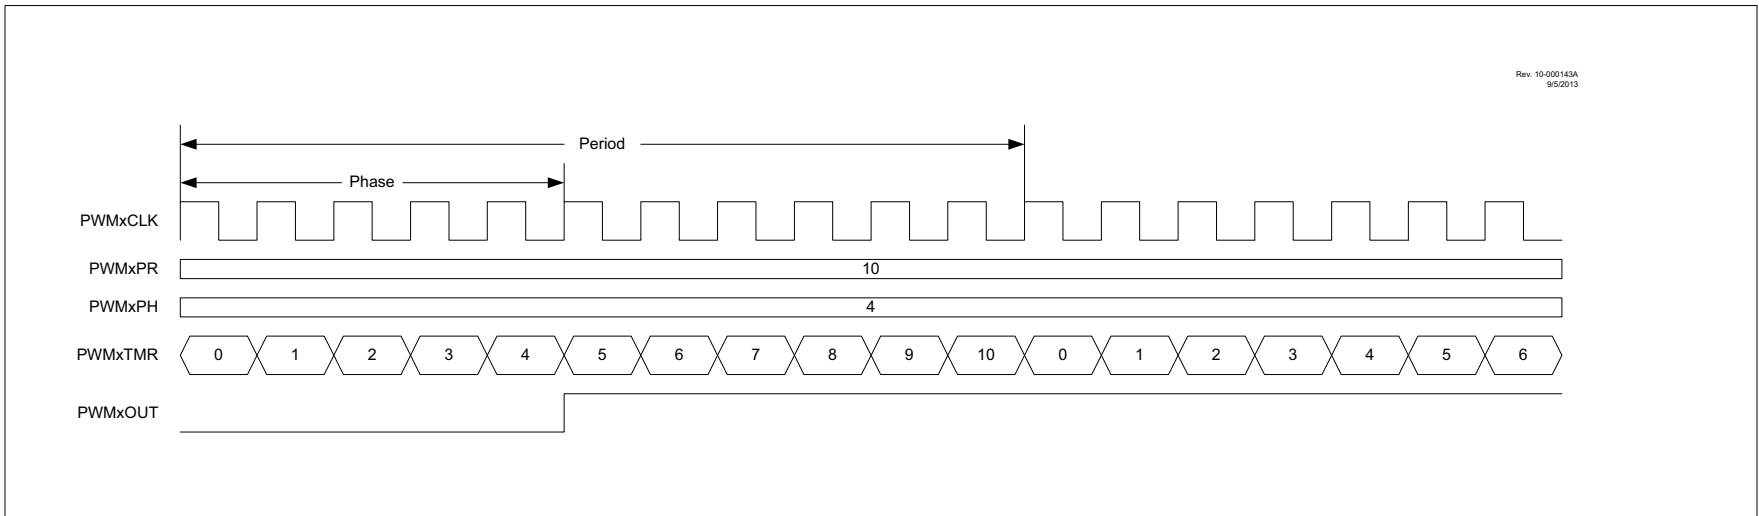 Rev. 10-000143A
9/5/2013
Period
Phase
PWMxCLK
PWMxPR 10
PWMxPH 4
PWMxTMR 0 1 2 3 4 5 6 7 8 9 10 0 1 2 3 4 5 6
PWMxOUT